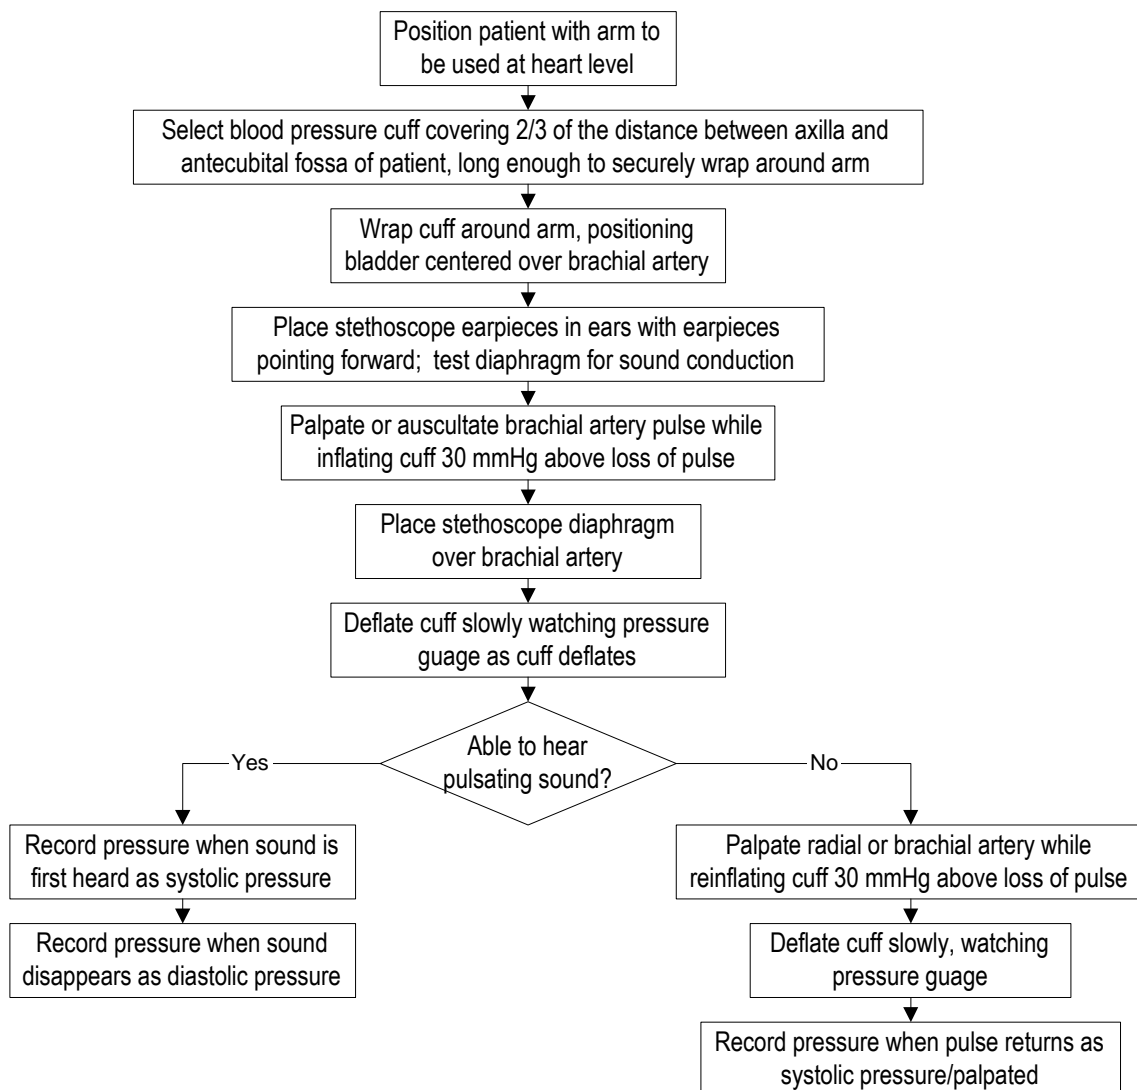 Position patient with arm to
be used at heart level
Select blood pressure cuff covering 2/3 of the distance between axilla and
antecubital fossa of patient, long enough to securely wrap around arm
Wrap cuff around arm, positioning
bladder centered over brachial artery
Place stethoscope earpieces in ears with earpieces
pointing forward;  test diaphragm for sound conduction
Palpate or auscultate brachial artery pulse while
inflating cuff 30 mmHg above loss of pulse
Place stethoscope diaphragm
over brachial artery
Deflate cuff slowly watching pressure
guage as cuff deflates
Able to hear
pulsating sound?
Yes
Record pressure when sound is
first heard as systolic pressure
Record pressure when sound
disappears as diastolic pressure
No
Palpate radial or brachial artery while
reinflating cuff 30 mmHg above loss of pulse
Deflate cuff slowly, watching
pressure guage
Record pressure when pulse returns as
systolic pressure/palpated